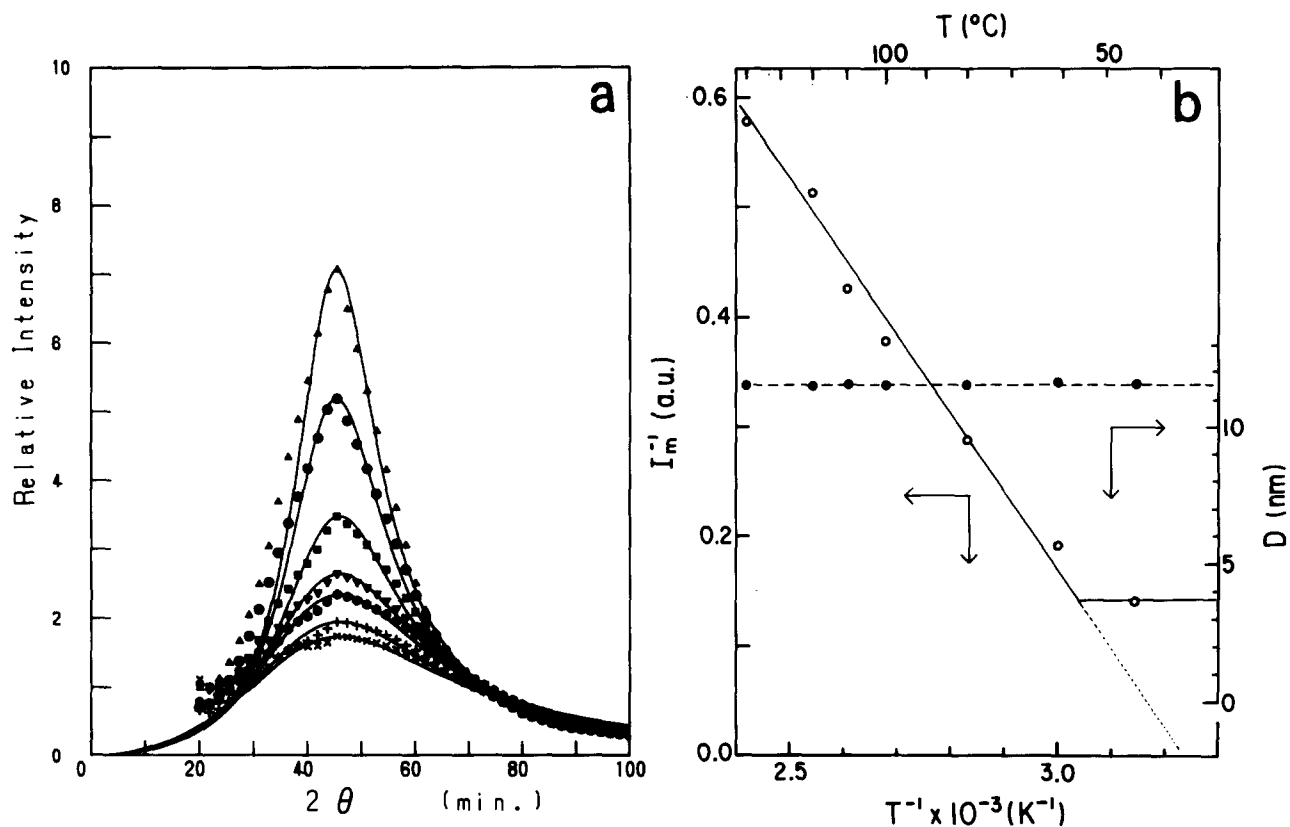 a
10
8
6
4
2
0
Relative Intensity
0 20 40 60 80 100
2 θ (min.)
T (°C)
100 50
b
0.6
0.4
0.2
0.0
I_m^-1 (a.u.)
10
5
0
D (nm)
2.5 3.0
T^-1 x 10^-3 (K^-1)